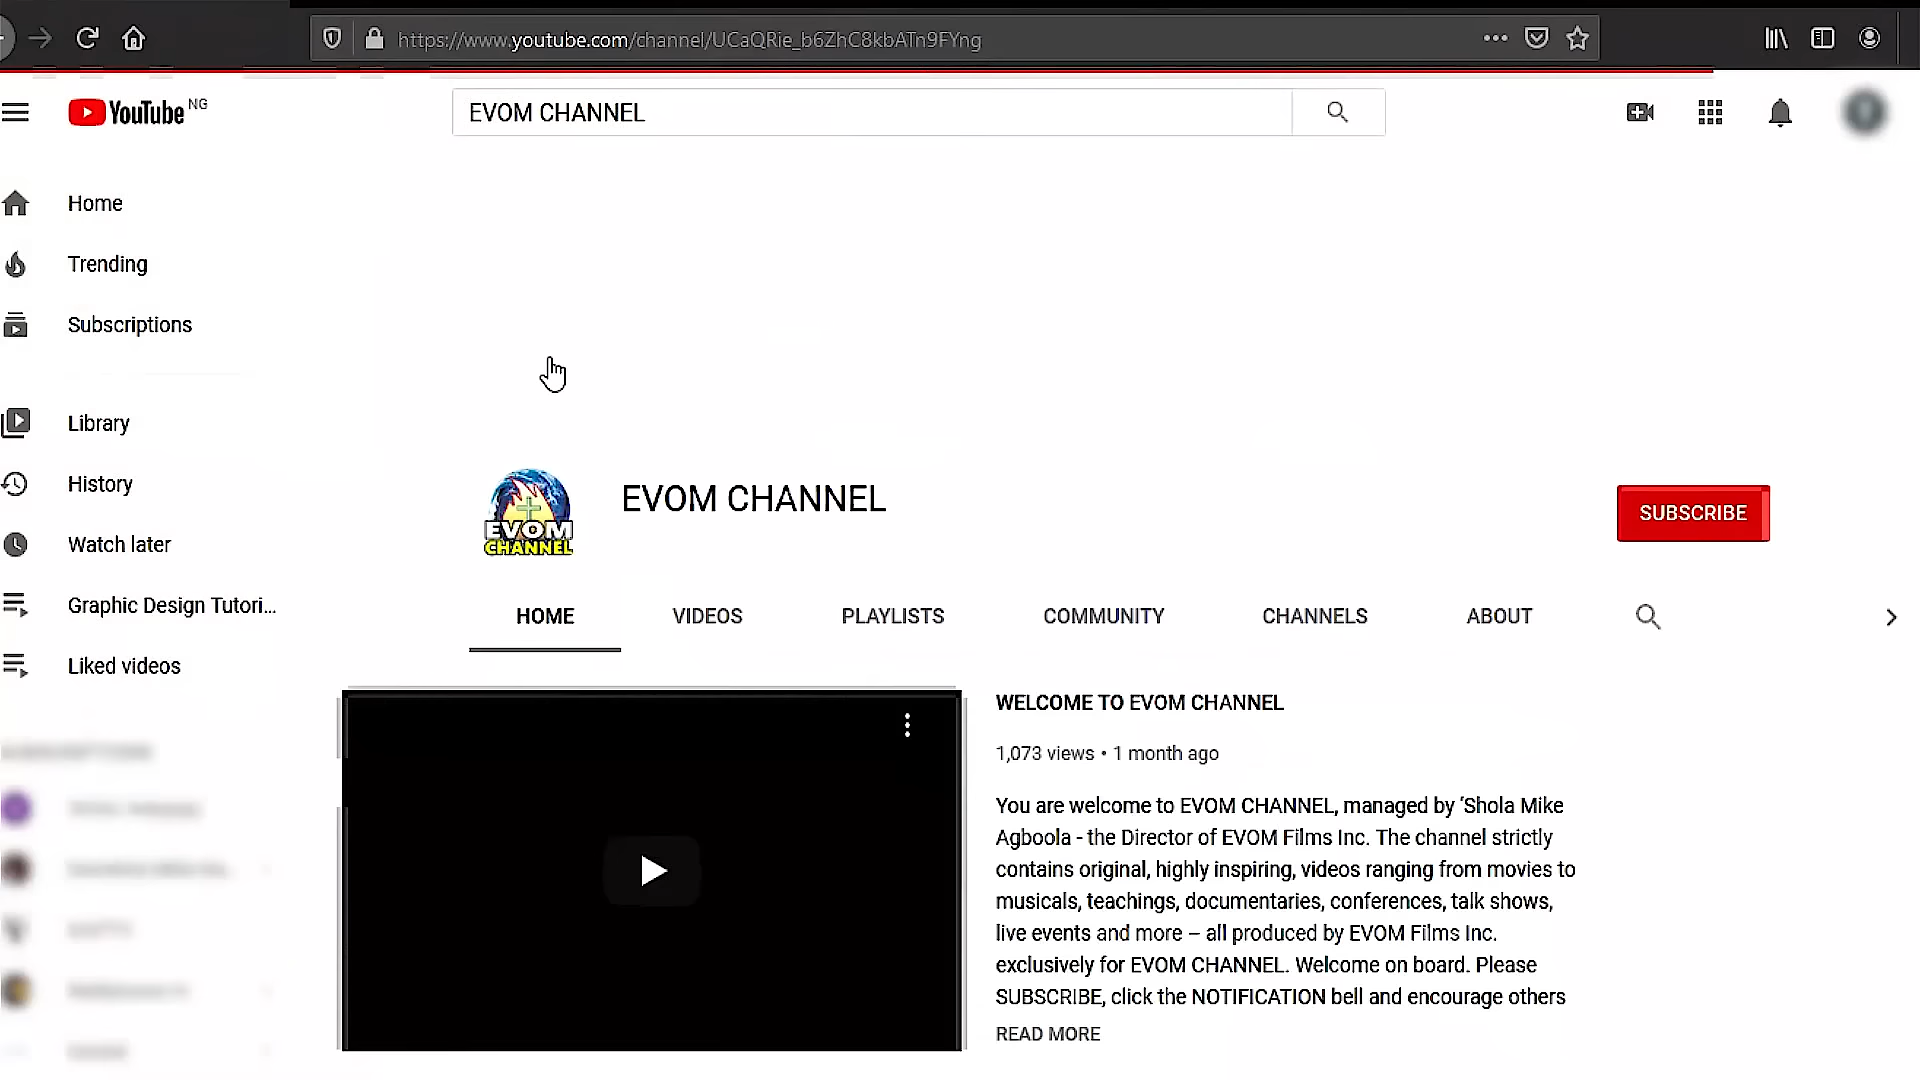 https://www.youtube.com/channel/UCaQRie_b6ZhC8kbATn9FYng
YouTube NG
EVOM CHANNEL
Home
Trending
Subscriptions
Library
History
Watch later
Graphic Design Tutori...
Liked videos
EVOM CHANNEL
EVOM
CHANNEL
SUBSCRIBE
HOME
VIDEOS
PLAYLISTS
COMMUNITY
CHANNELS
ABOUT
WELCOME TO EVOM CHANNEL
1,073 views • 1 month ago
You are welcome to EVOM CHANNEL, managed by 'Shola Mike
Agboola - the Director of EVOM Films Inc. The channel strictly
contains original, highly inspiring, videos ranging from movies to
musicals, teachings, documentaries, conferences, talk shows,
live events and more – all produced by EVOM Films Inc.
exclusively for EVOM CHANNEL. Welcome on board. Please
SUBSCRIBE, click the NOTIFICATION bell and encourage others
READ MORE